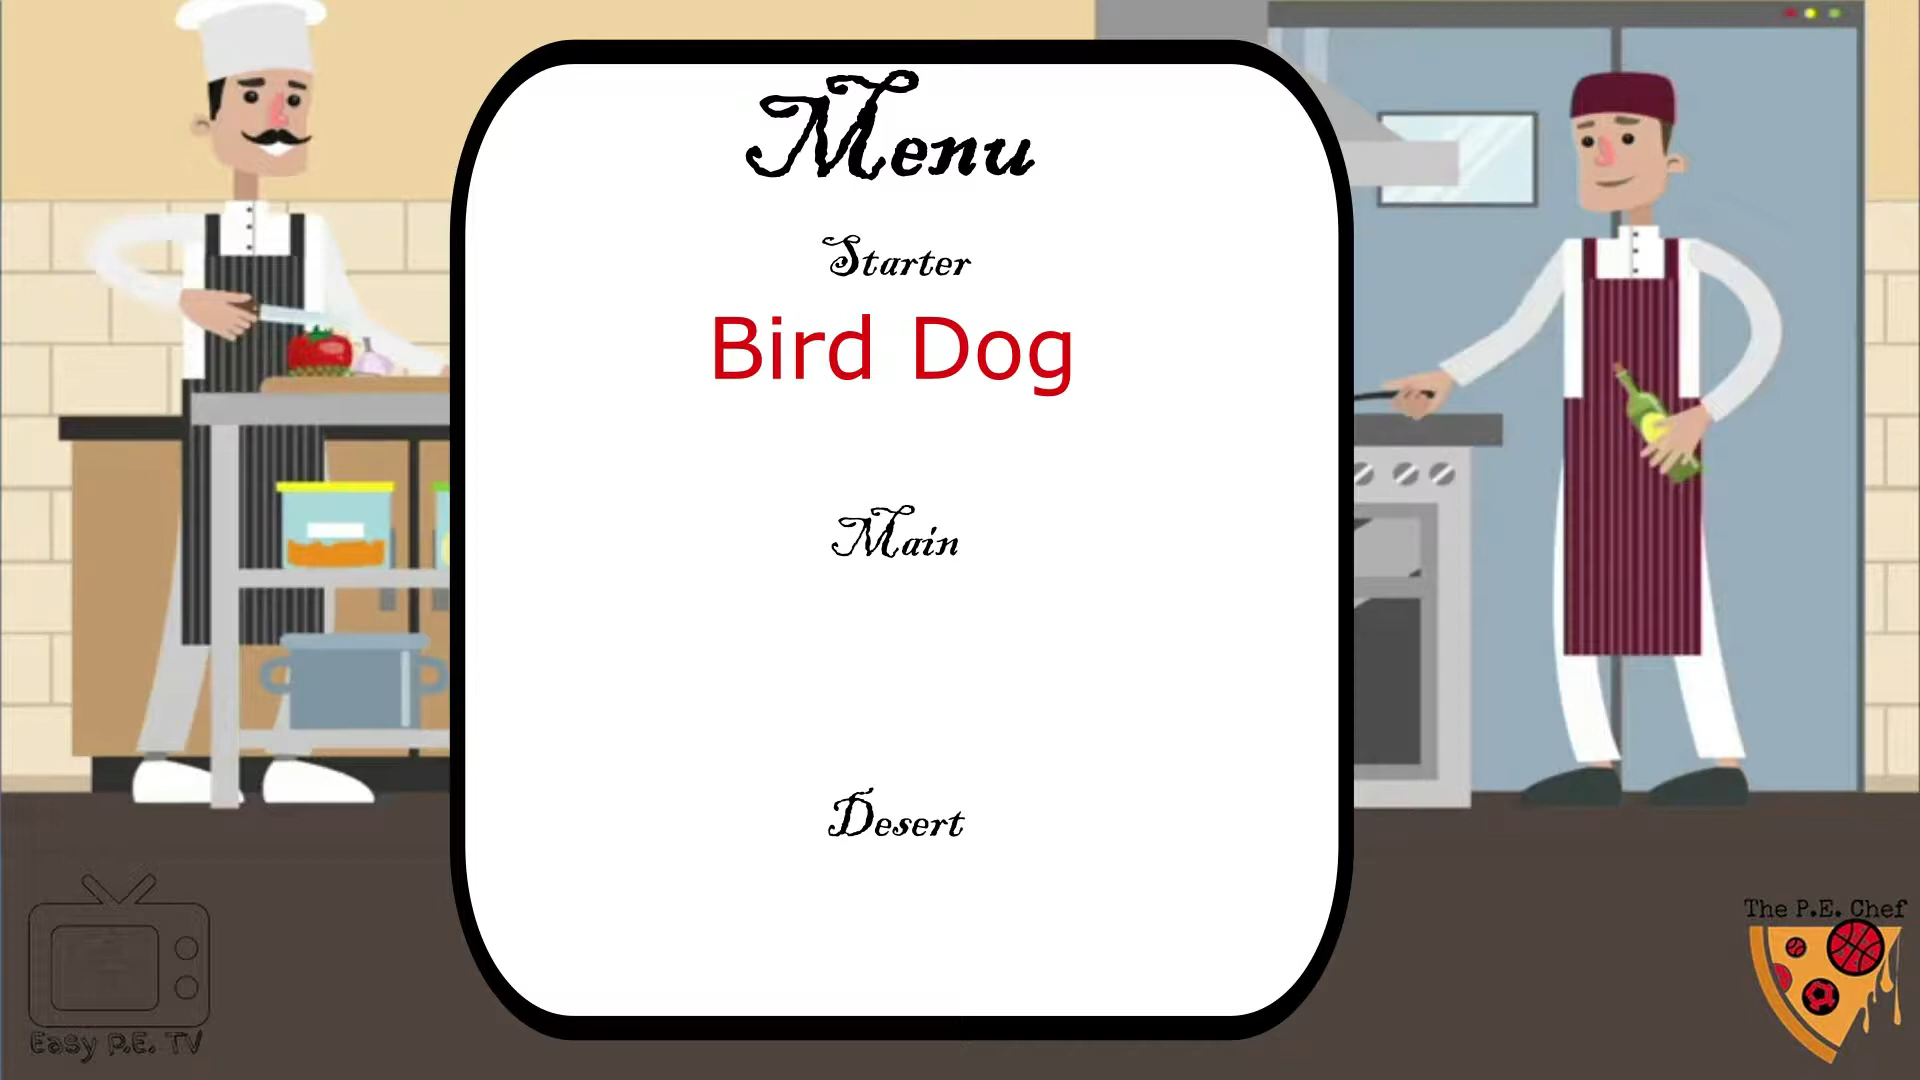 Menu
Starter
Bird Dog
Main
Desert
The P.E. Chef
Easy P.E. TV